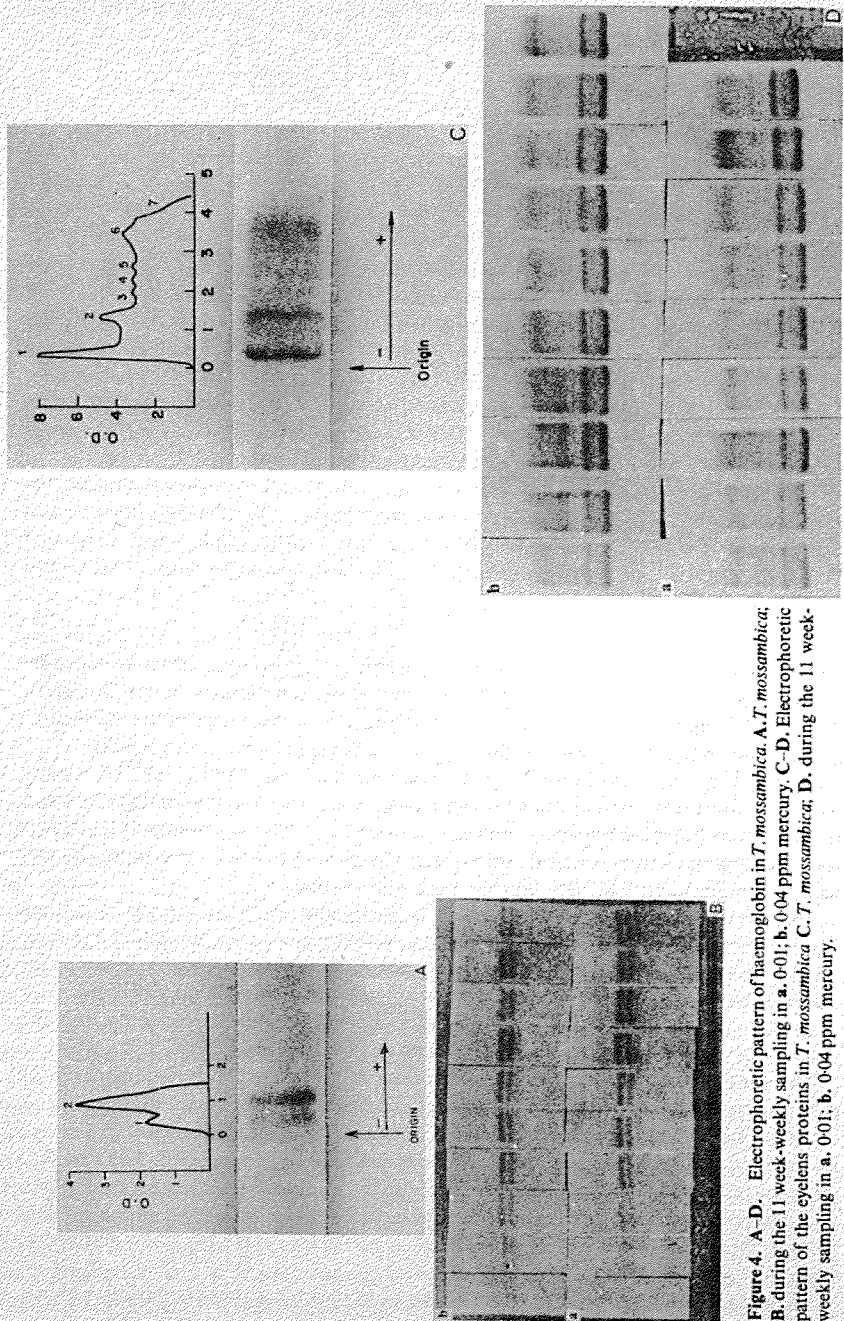 4
3
2
1
O.D
0
1
2
1
2
−
+
ORIGIN
A
b
a
B
8
6
4
2
O.D.
0
1
2
3
4
5
1
2
3
4
5
6
7
−
+
Origin
C
b
a
D
Figure 4. A–D. Electrophoretic pattern of haemoglobin in T. mossambica. A. T. mossambica;
B. during the 11 week-weekly sampling in a. 0·01; b. 0·04 ppm mercury. C–D. Electrophoretic
pattern of the eyelens proteins in T. mossambica C. T. mossambica; D. during the 11 week-
weekly sampling in a. 0·01; b. 0·04 ppm mercury.